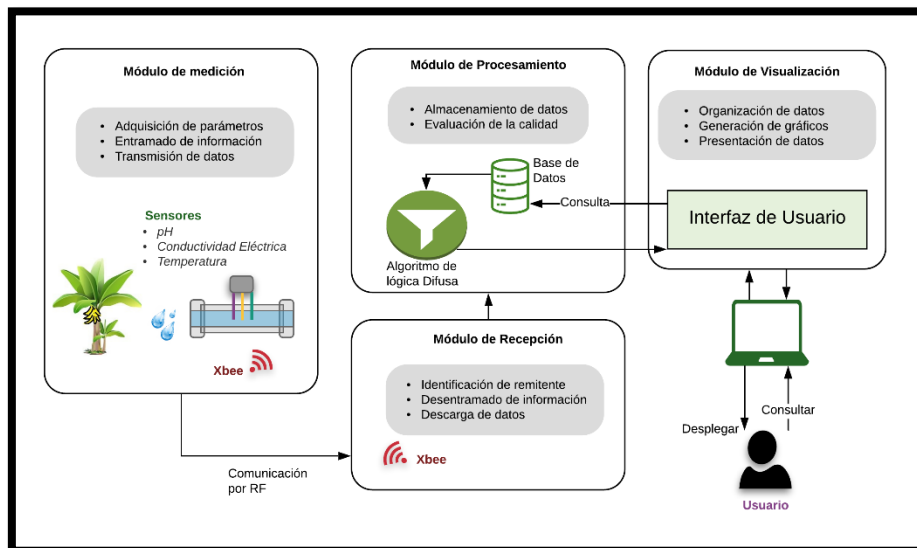 Módulo de medición
• Adquisición de parámetros
• Entramado de información
• Transmisión de datos
Sensores
• pH
• Conductividad Eléctrica
• Temperatura
Xbee
Comunicación
por RF
Módulo de Procesamiento
• Almacenamiento de datos
• Evaluación de la calidad
Base de
Datos
Consulta
Algoritmo de
lógica Difusa
Módulo de Recepción
• Identificación de remitente
• Desentramado de información
• Descarga de datos
Xbee
Módulo de Visualización
• Organización de datos
• Generación de gráficos
• Presentación de datos
Interfaz de Usuario
Consultar
Desplegar
Usuario